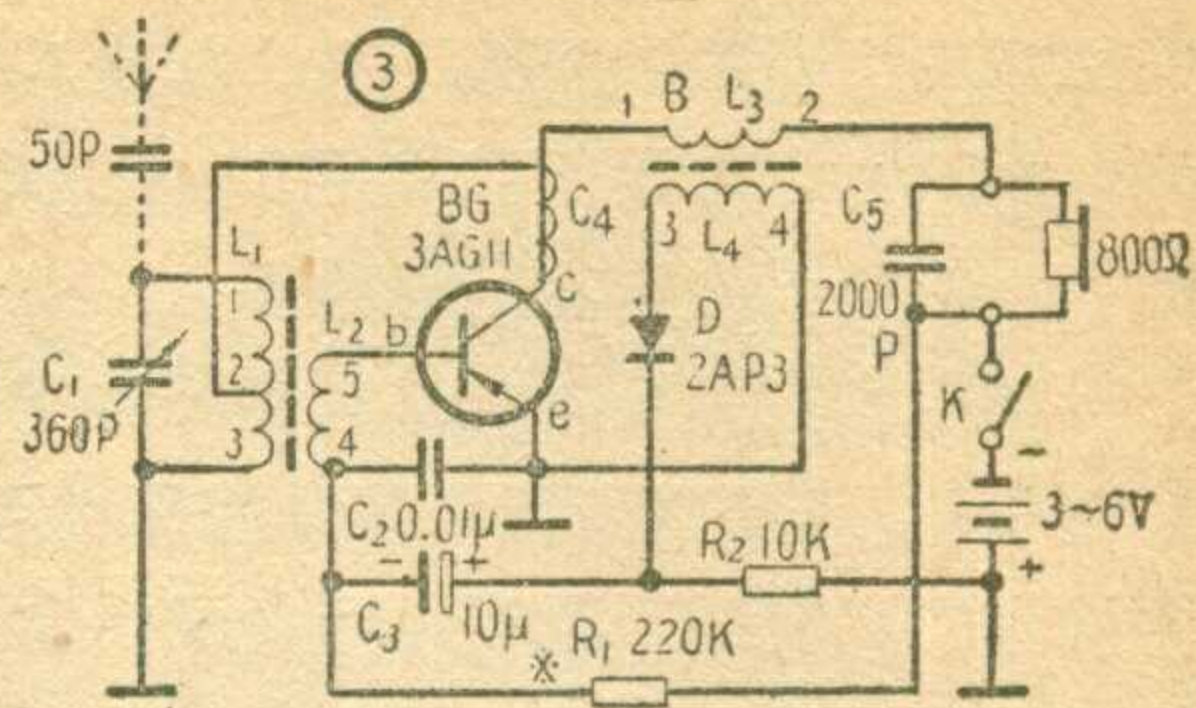 3
50P
L1
1
2
3
C1
360P
L2
5
4
b
BG
3AG11
c
e
C4
1 B L3 2
3 L4 4
D
2AP3
C5
2000
P
800Ω
K
-
3~6V
+
C2 0.01μ
- +
C3 10μ
R2 10K
※ R1 220K